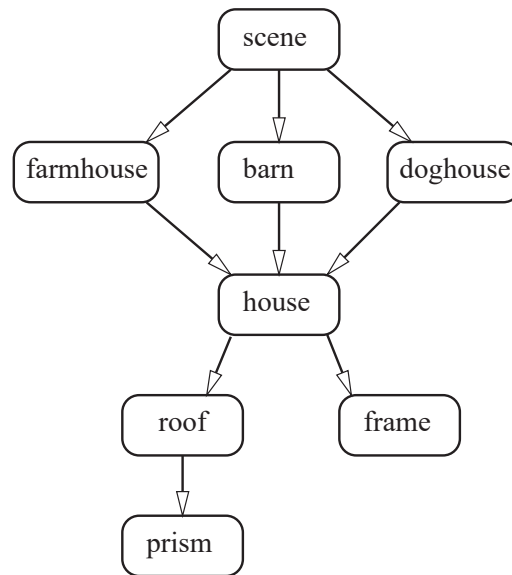 scene
farmhouse
barn
doghouse
house
roof
frame
prism